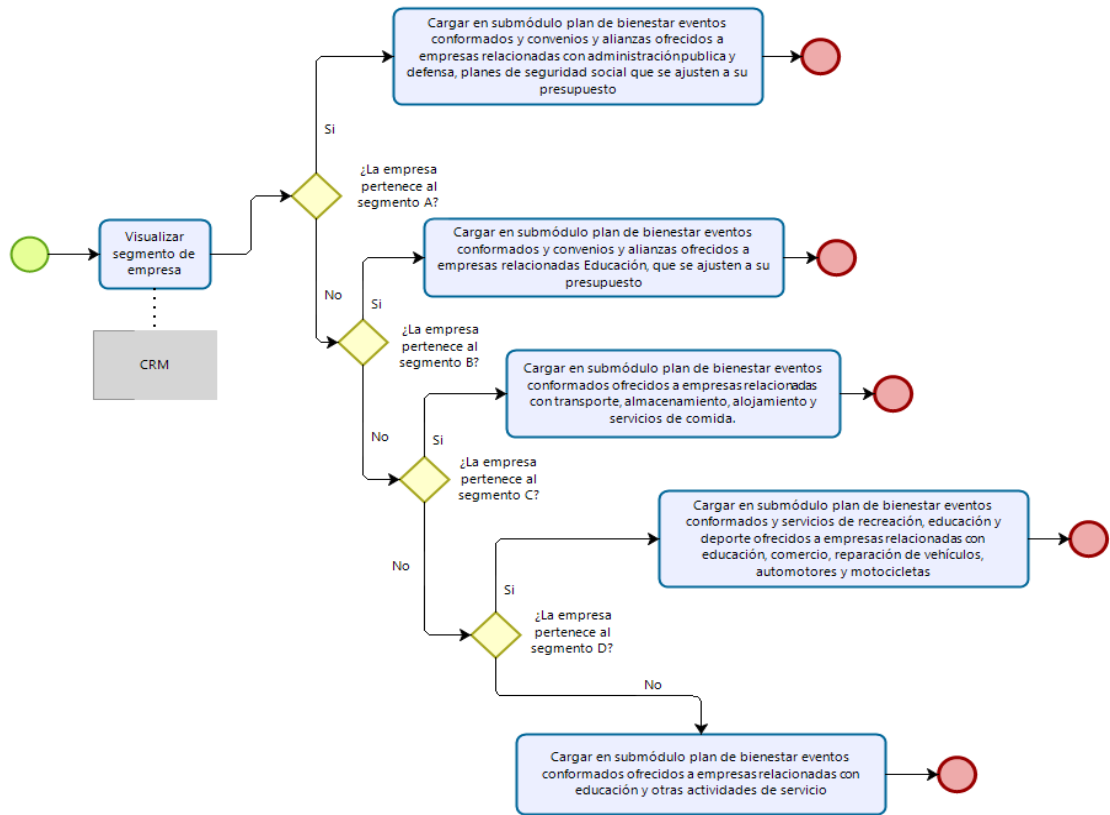 Cargar en submódulo plan de bienestar eventos
conformados y convenios y alianzas ofrecidos a
empresas relacionadas con administración publica y
defensa, planes de seguridad social que se ajusten a su
presupuesto
Si
¿La empresa
pertenece al
segmento A?
Visualizar
segmento de
empresa
CRM
No
Cargar en submódulo plan de bienestar eventos
conformados y convenios y alianzas ofrecidos a
empresas relacionadas Educación, que se ajusten a su
presupuesto
Si
¿La empresa
pertenece al
segmento B?
No
Cargar en submódulo plan de bienestar eventos
conformados ofrecidos a empresas relacionadas
con transporte, almacenamiento, alojamiento y
servicios de comida.
Si
¿La empresa
pertenece al
segmento C?
No
Cargar en submódulo plan de bienestar eventos
conformados y servicios de recreación, educación y
deporte ofrecidos a empresas relacionadas con
educación, comercio, reparación de vehículos,
automotores y motocicletas
Si
¿La empresa
pertenece al
segmento D?
No
Cargar en submódulo plan de bienestar eventos
conformados ofrecidos a empresas relacionadas con
educación y otras actividades de servicio